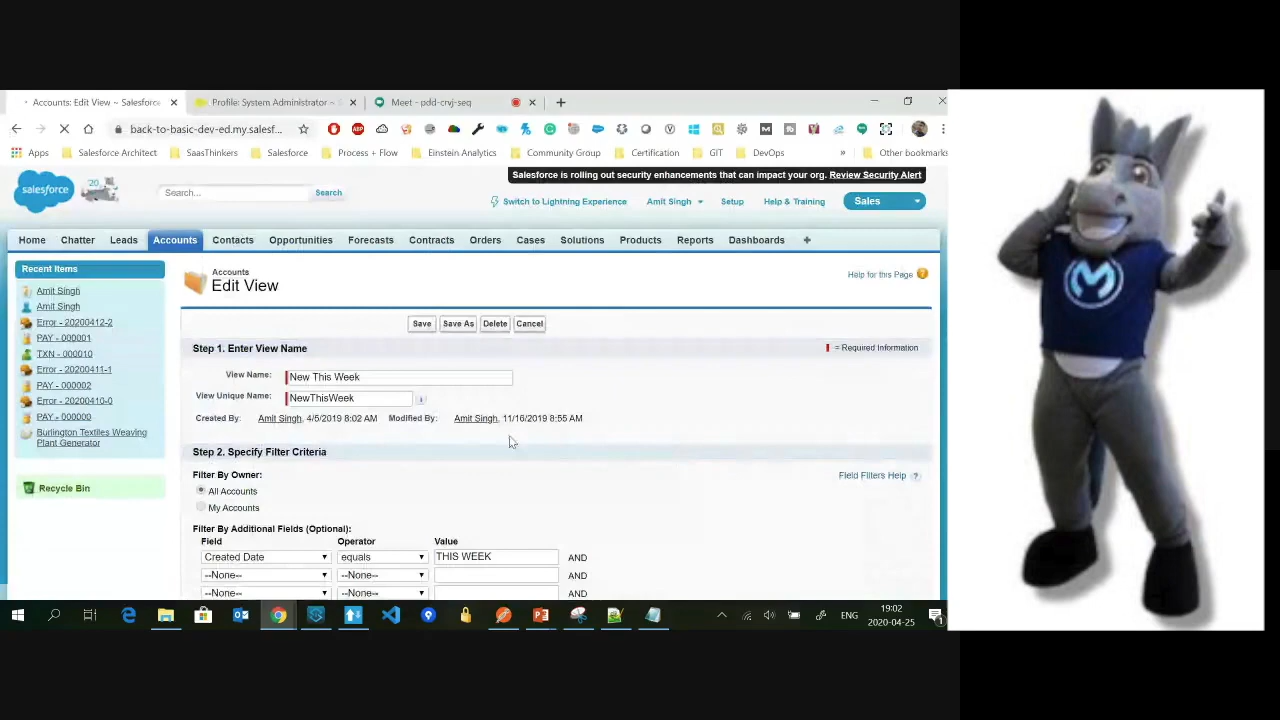 Accounts: Edit View ~ Salesforce
Profile: System Administrator ~ S
Meet - pdd-crvj-seq
back-to-basic-dev-ed.my.salesf...
Apps
Salesforce Architect
SaasThinkers
Salesforce
Process + Flow
Einstein Analytics
Community Group
Certification
GIT
DevOps
»
Other bookmarks
salesforce
Search...
Search
Salesforce is rolling out security enhancements that can impact your org. Review Security Alert
Switch to Lightning Experience
Amit Singh
Setup
Help & Training
Sales
Home
Chatter
Leads
Accounts
Contacts
Opportunities
Forecasts
Contracts
Orders
Cases
Solutions
Products
Reports
Dashboards
+
Recent Items
Amit Singh
Amit Singh
Error - 20200412-2
PAY - 000001
TXN - 000010
Error - 20200411-1
PAY - 000002
Error - 20200410-0
PAY - 000000
Burlington Textiles Weaving
Plant Generator
Recycle Bin
Accounts
Edit View
Help for this Page
Save
Save As
Delete
Cancel
Step 1. Enter View Name
= Required Information
View Name:
New This Week
View Unique Name:
NewThisWeek
Created By: Amit Singh, 4/5/2019 8:02 AM
Modified By: Amit Singh, 11/16/2019 8:55 AM
Step 2. Specify Filter Criteria
Filter By Owner:
Field Filters Help ?
All Accounts
My Accounts
Filter By Additional Fields (Optional):
Field
Operator
Value
Created Date
equals
THIS WEEK
AND
--None--
--None--
AND
--None--
--None--
AND
ENG
19:02
2020-04-25
M